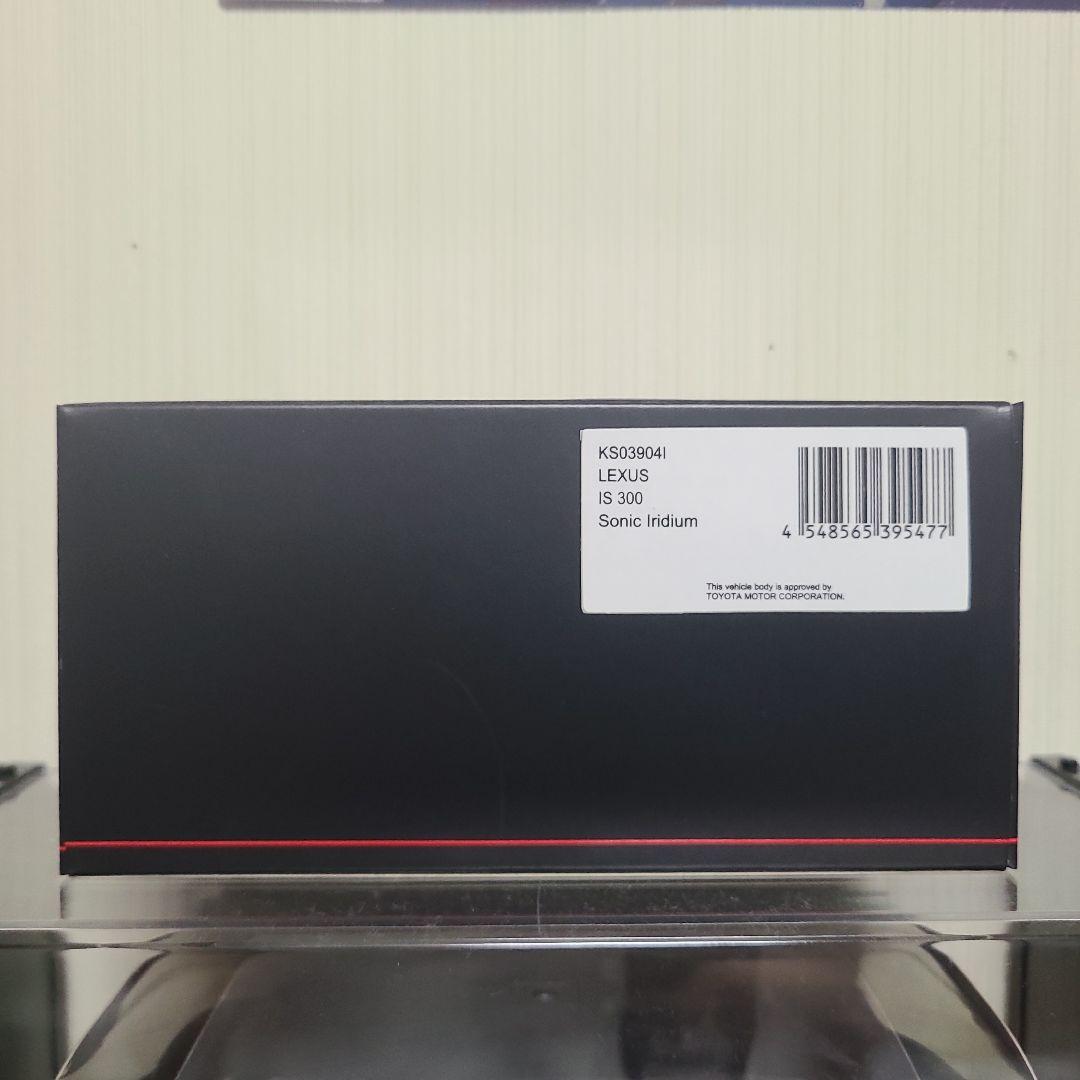 KS03904I
LEXUS
IS 300
Sonic Iridium
4 548565 395477
This vehicle body is approved by
TOYOTA MOTOR CORPORATION.